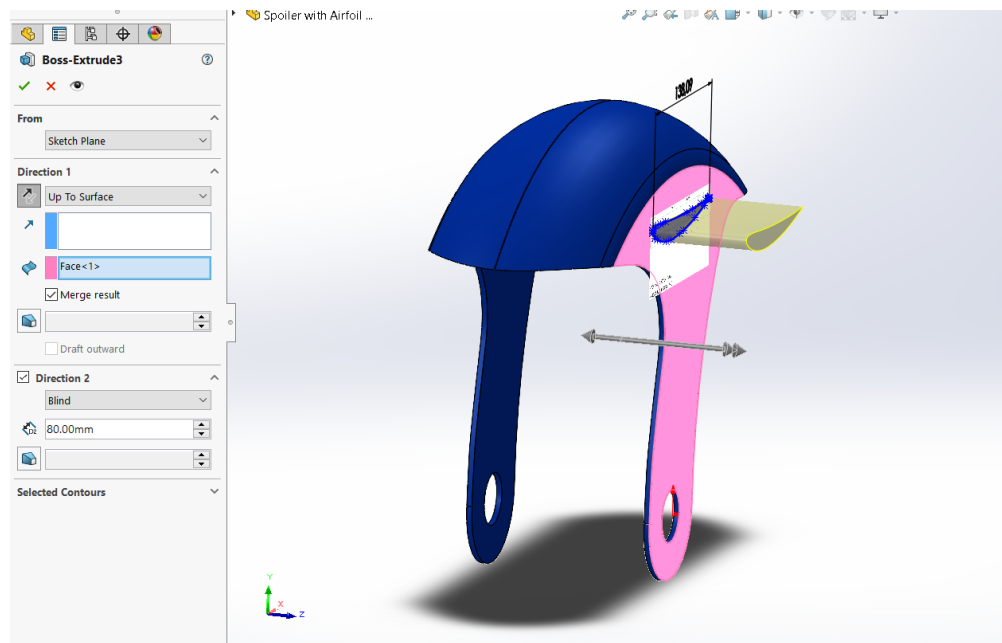 Spoiler with Airfoil ...
Boss-Extrude3
From
Sketch Plane
Direction 1
Up To Surface
Face<1>
Merge result
Draft outward
Direction 2
Blind
80.00mm
Selected Contours
138.09
Y
X
Z